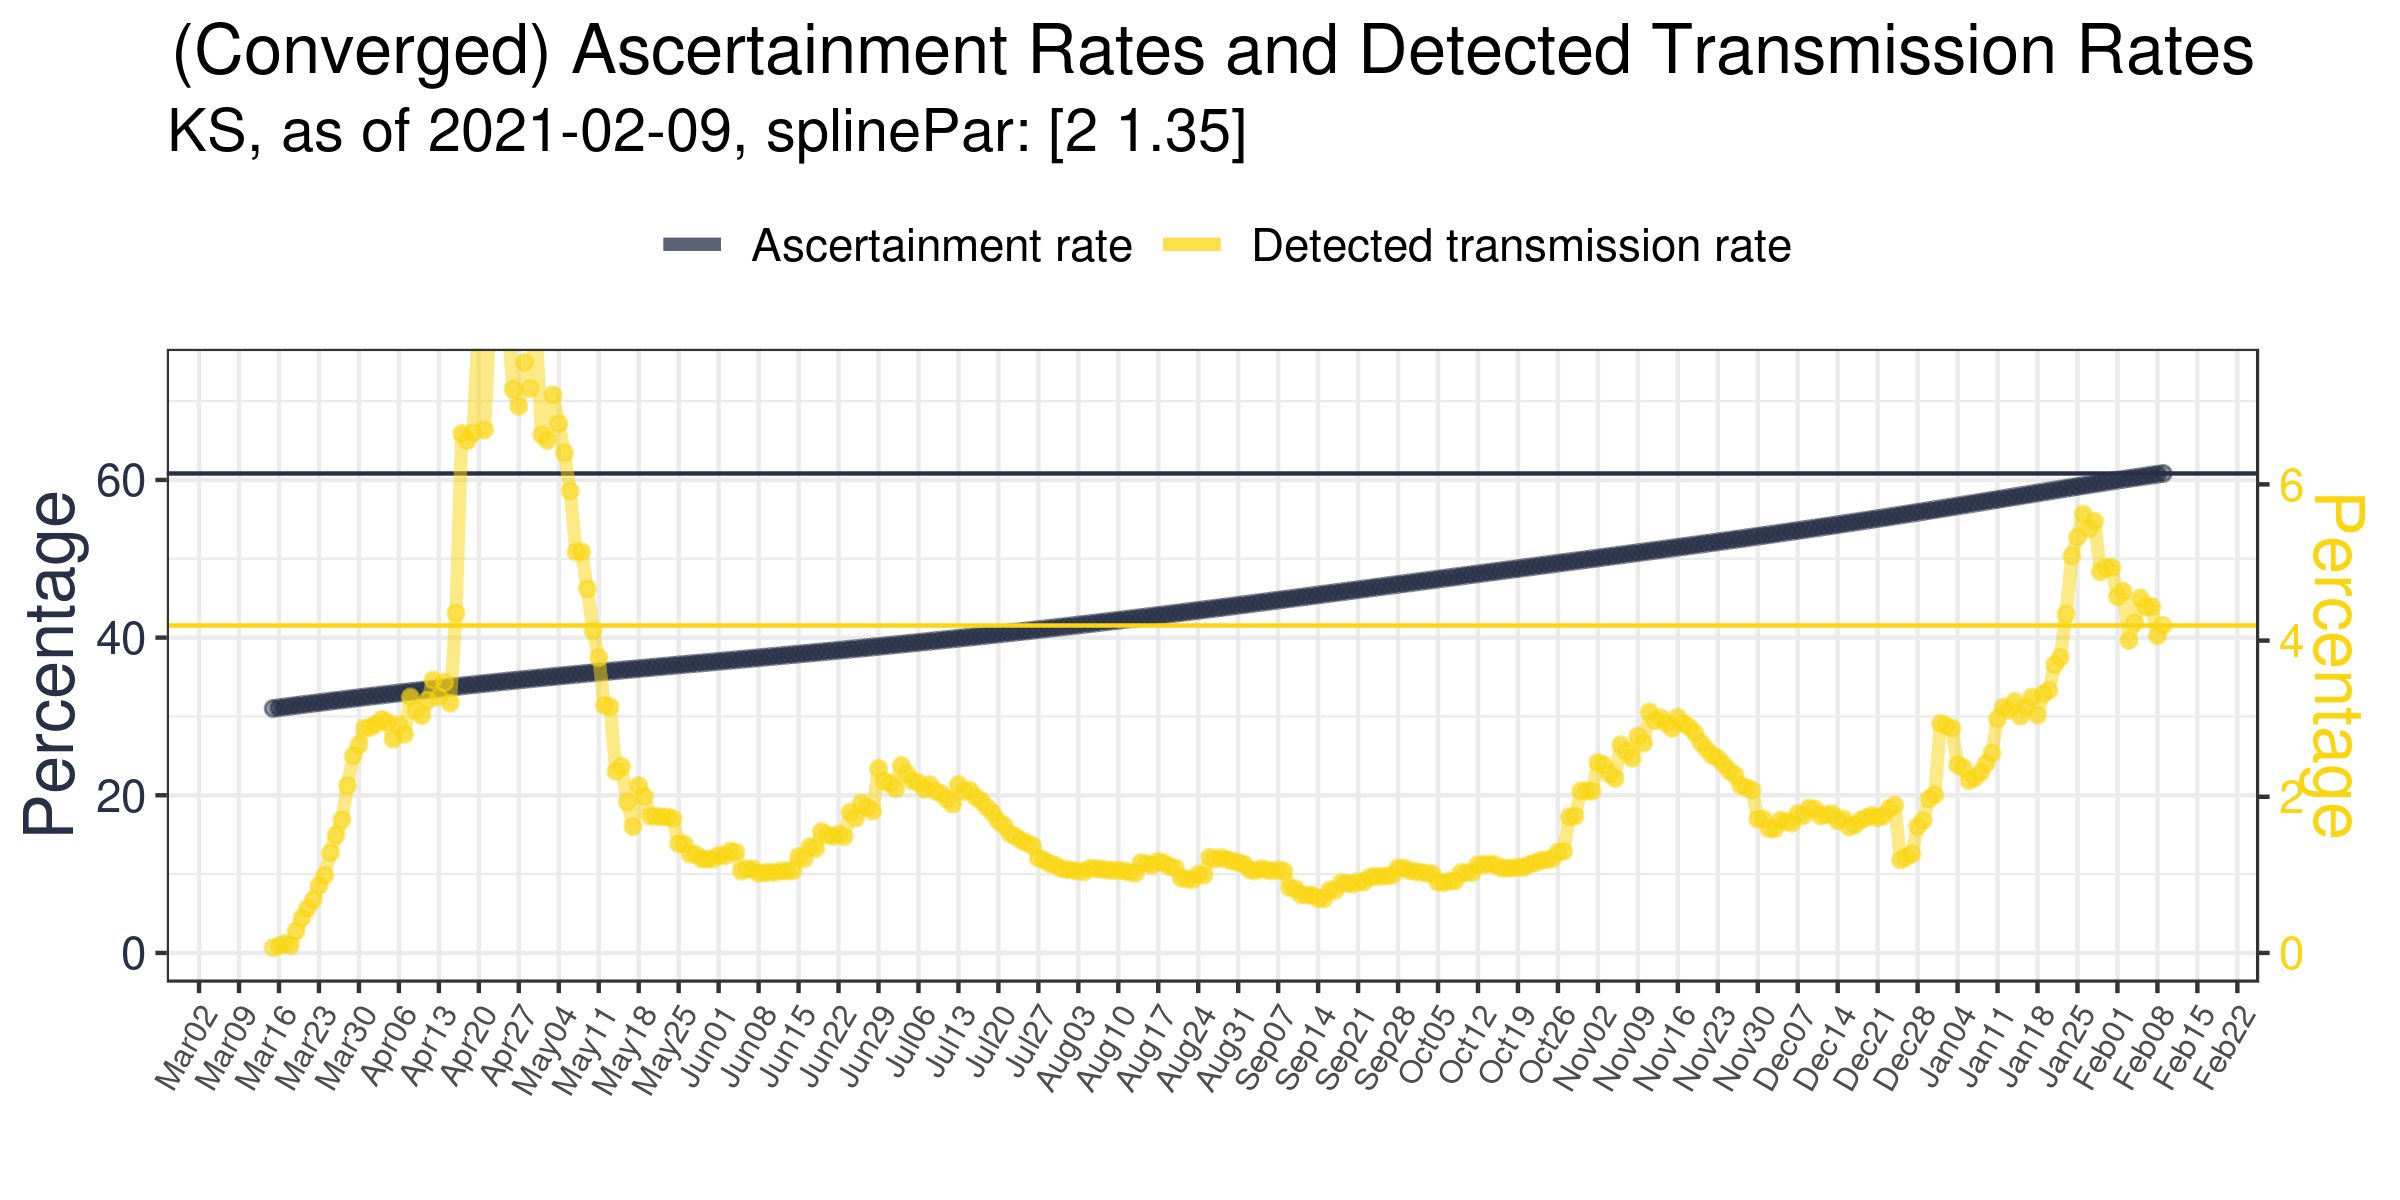 (Converged) Ascertainment Rates and Detected Transmission Rates
KS, as of 2021-02-09, splinePar: [2 1.35]
Ascertainment rate
Detected transmission rate
Percentage
60
40
20
0
6
4
2
0
Percentage
Mar02
Mar09
Mar16
Mar23
Mar30
Apr06
Apr13
Apr20
Apr27
May04
May11
May18
May25
Jun01
Jun08
Jun15
Jun22
Jun29
Jul06
Jul13
Jul20
Jul27
Aug03
Aug10
Aug17
Aug24
Aug31
Sep07
Sep14
Sep21
Sep28
Oct05
Oct12
Oct19
Oct26
Nov02
Nov09
Nov16
Nov23
Nov30
Dec07
Dec14
Dec21
Dec28
Jan04
Jan11
Jan18
Jan25
Feb01
Feb08
Feb15
Feb22